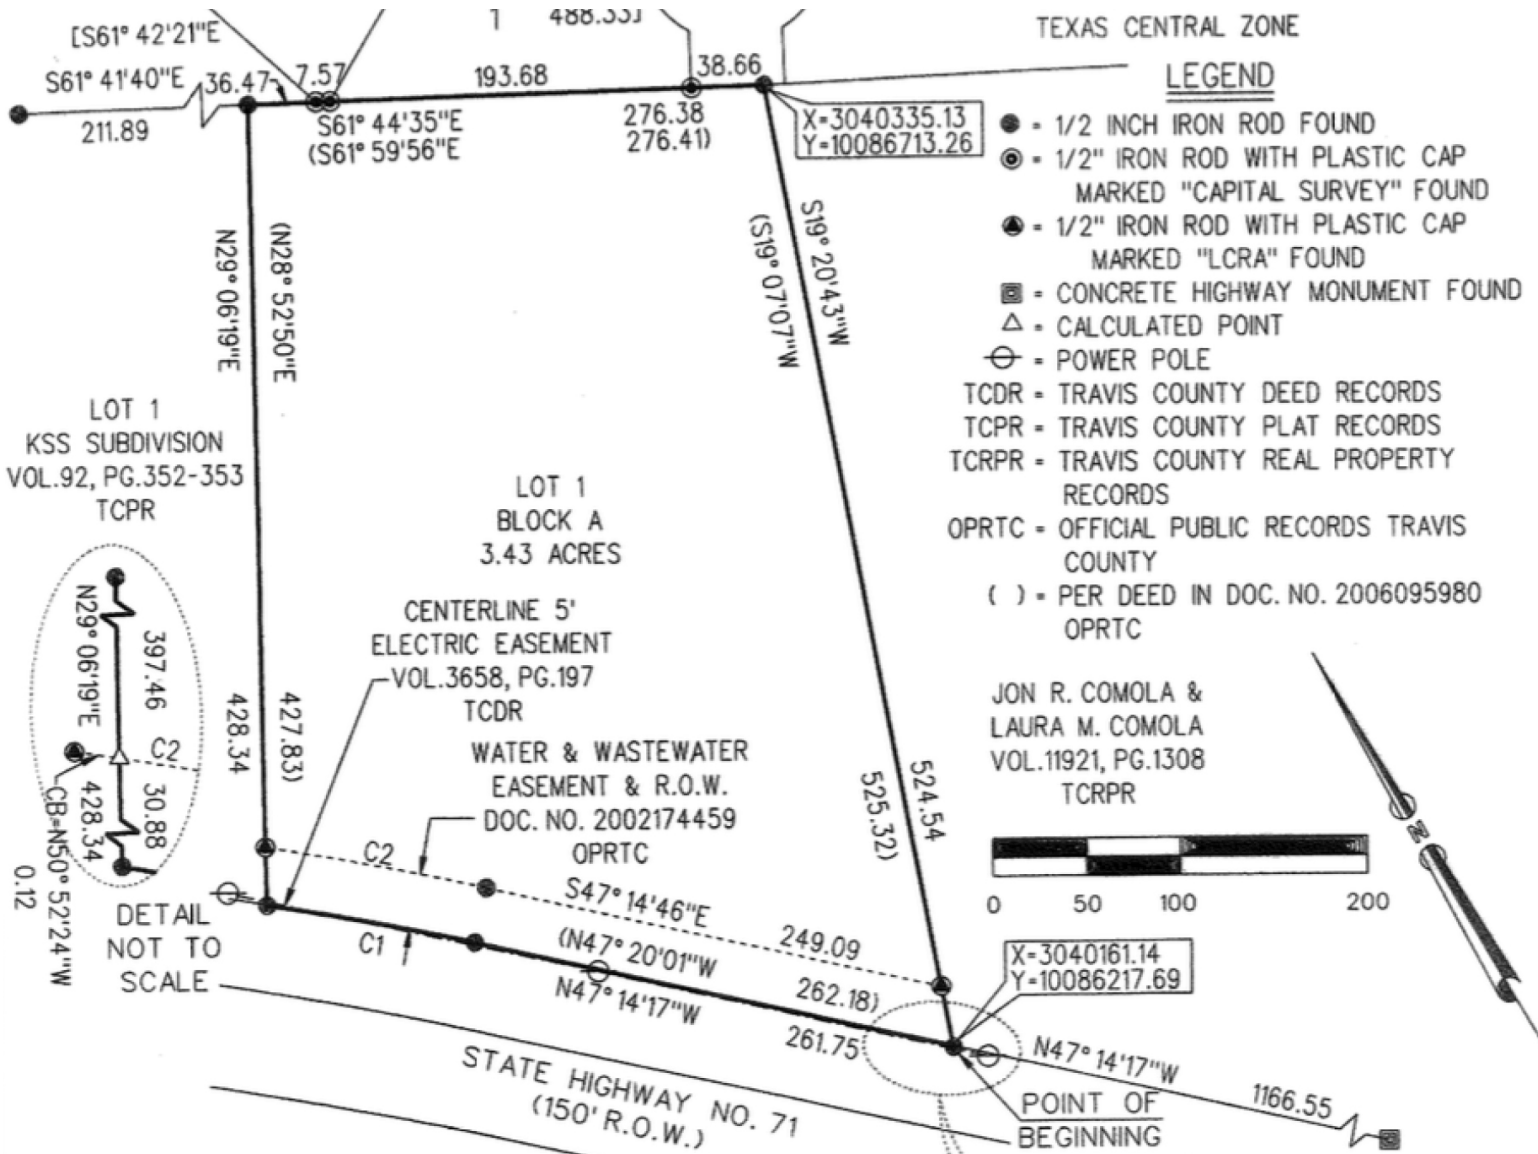 [S61° 42'21"E
488.33]
TEXAS CENTRAL ZONE
S61° 41'40"E
36.47
7.57
193.68
38.66
LEGEND
211.89
S61° 44'35"E
(S61° 59'56"E
276.38
276.41)
X=3040335.13
Y=10086713.26
= 1/2 INCH IRON ROD FOUND
= 1/2" IRON ROD WITH PLASTIC CAP
MARKED "CAPITAL SURVEY" FOUND
= 1/2" IRON ROD WITH PLASTIC CAP
MARKED "LCRA" FOUND
= CONCRETE HIGHWAY MONUMENT FOUND
= CALCULATED POINT
= POWER POLE
TCDR = TRAVIS COUNTY DEED RECORDS
TCPR = TRAVIS COUNTY PLAT RECORDS
TCRPR = TRAVIS COUNTY REAL PROPERTY
RECORDS
OPRTC = OFFICIAL PUBLIC RECORDS TRAVIS
COUNTY
( ) = PER DEED IN DOC. NO. 2006095980
OPRTC
N29° 06'19"E
(N28° 52'50"E
S19° 20'43"W
(S19° 07'07"W
LOT 1
KSS SUBDIVISION
VOL.92, PG.352-353
TCPR
LOT 1
BLOCK A
3.43 ACRES
CENTERLINE 5'
ELECTRIC EASEMENT
VOL.3658, PG.197
TCDR
WATER & WASTEWATER
EASEMENT & R.O.W.
DOC. NO. 2002174459
OPRTC
JON R. COMOLA &
LAURA M. COMOLA
VOL.11921, PG.1308
TCRPR
N29° 06'19"E
397.46
C2
30.88
428.34
CB=N50° 52'24"W
0.12
428.34
427.83)
524.54
525.32)
N
0 50 100 200
DETAIL
NOT TO
SCALE
C2
S47° 14'46"E
249.09
C1
(N47° 20'01"W
262.18)
N47° 14'17"W
261.75
X=3040161.14
Y=10086217.69
N47° 14'17"W
1166.55
STATE HIGHWAY NO. 71
(150' R.O.W.)
POINT OF
BEGINNING